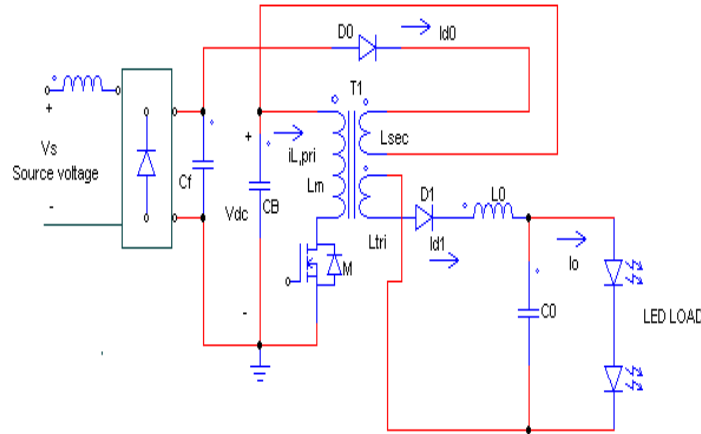 D0
Id0
T1
+
Vs
Source voltage
-
Cf
+
Vdc
-
CB
iL,pri
Lm
Lsec
Ltri
M
D1
Id1
L0
Io
C0
LED LOAD